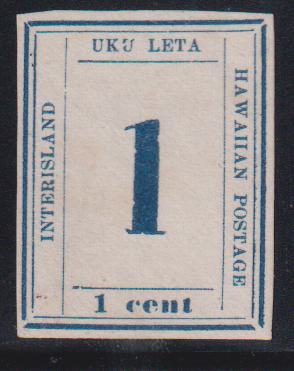 UKU LETA
INTERISLAND
1
HAWAIIAN POSTAGE
1 cent